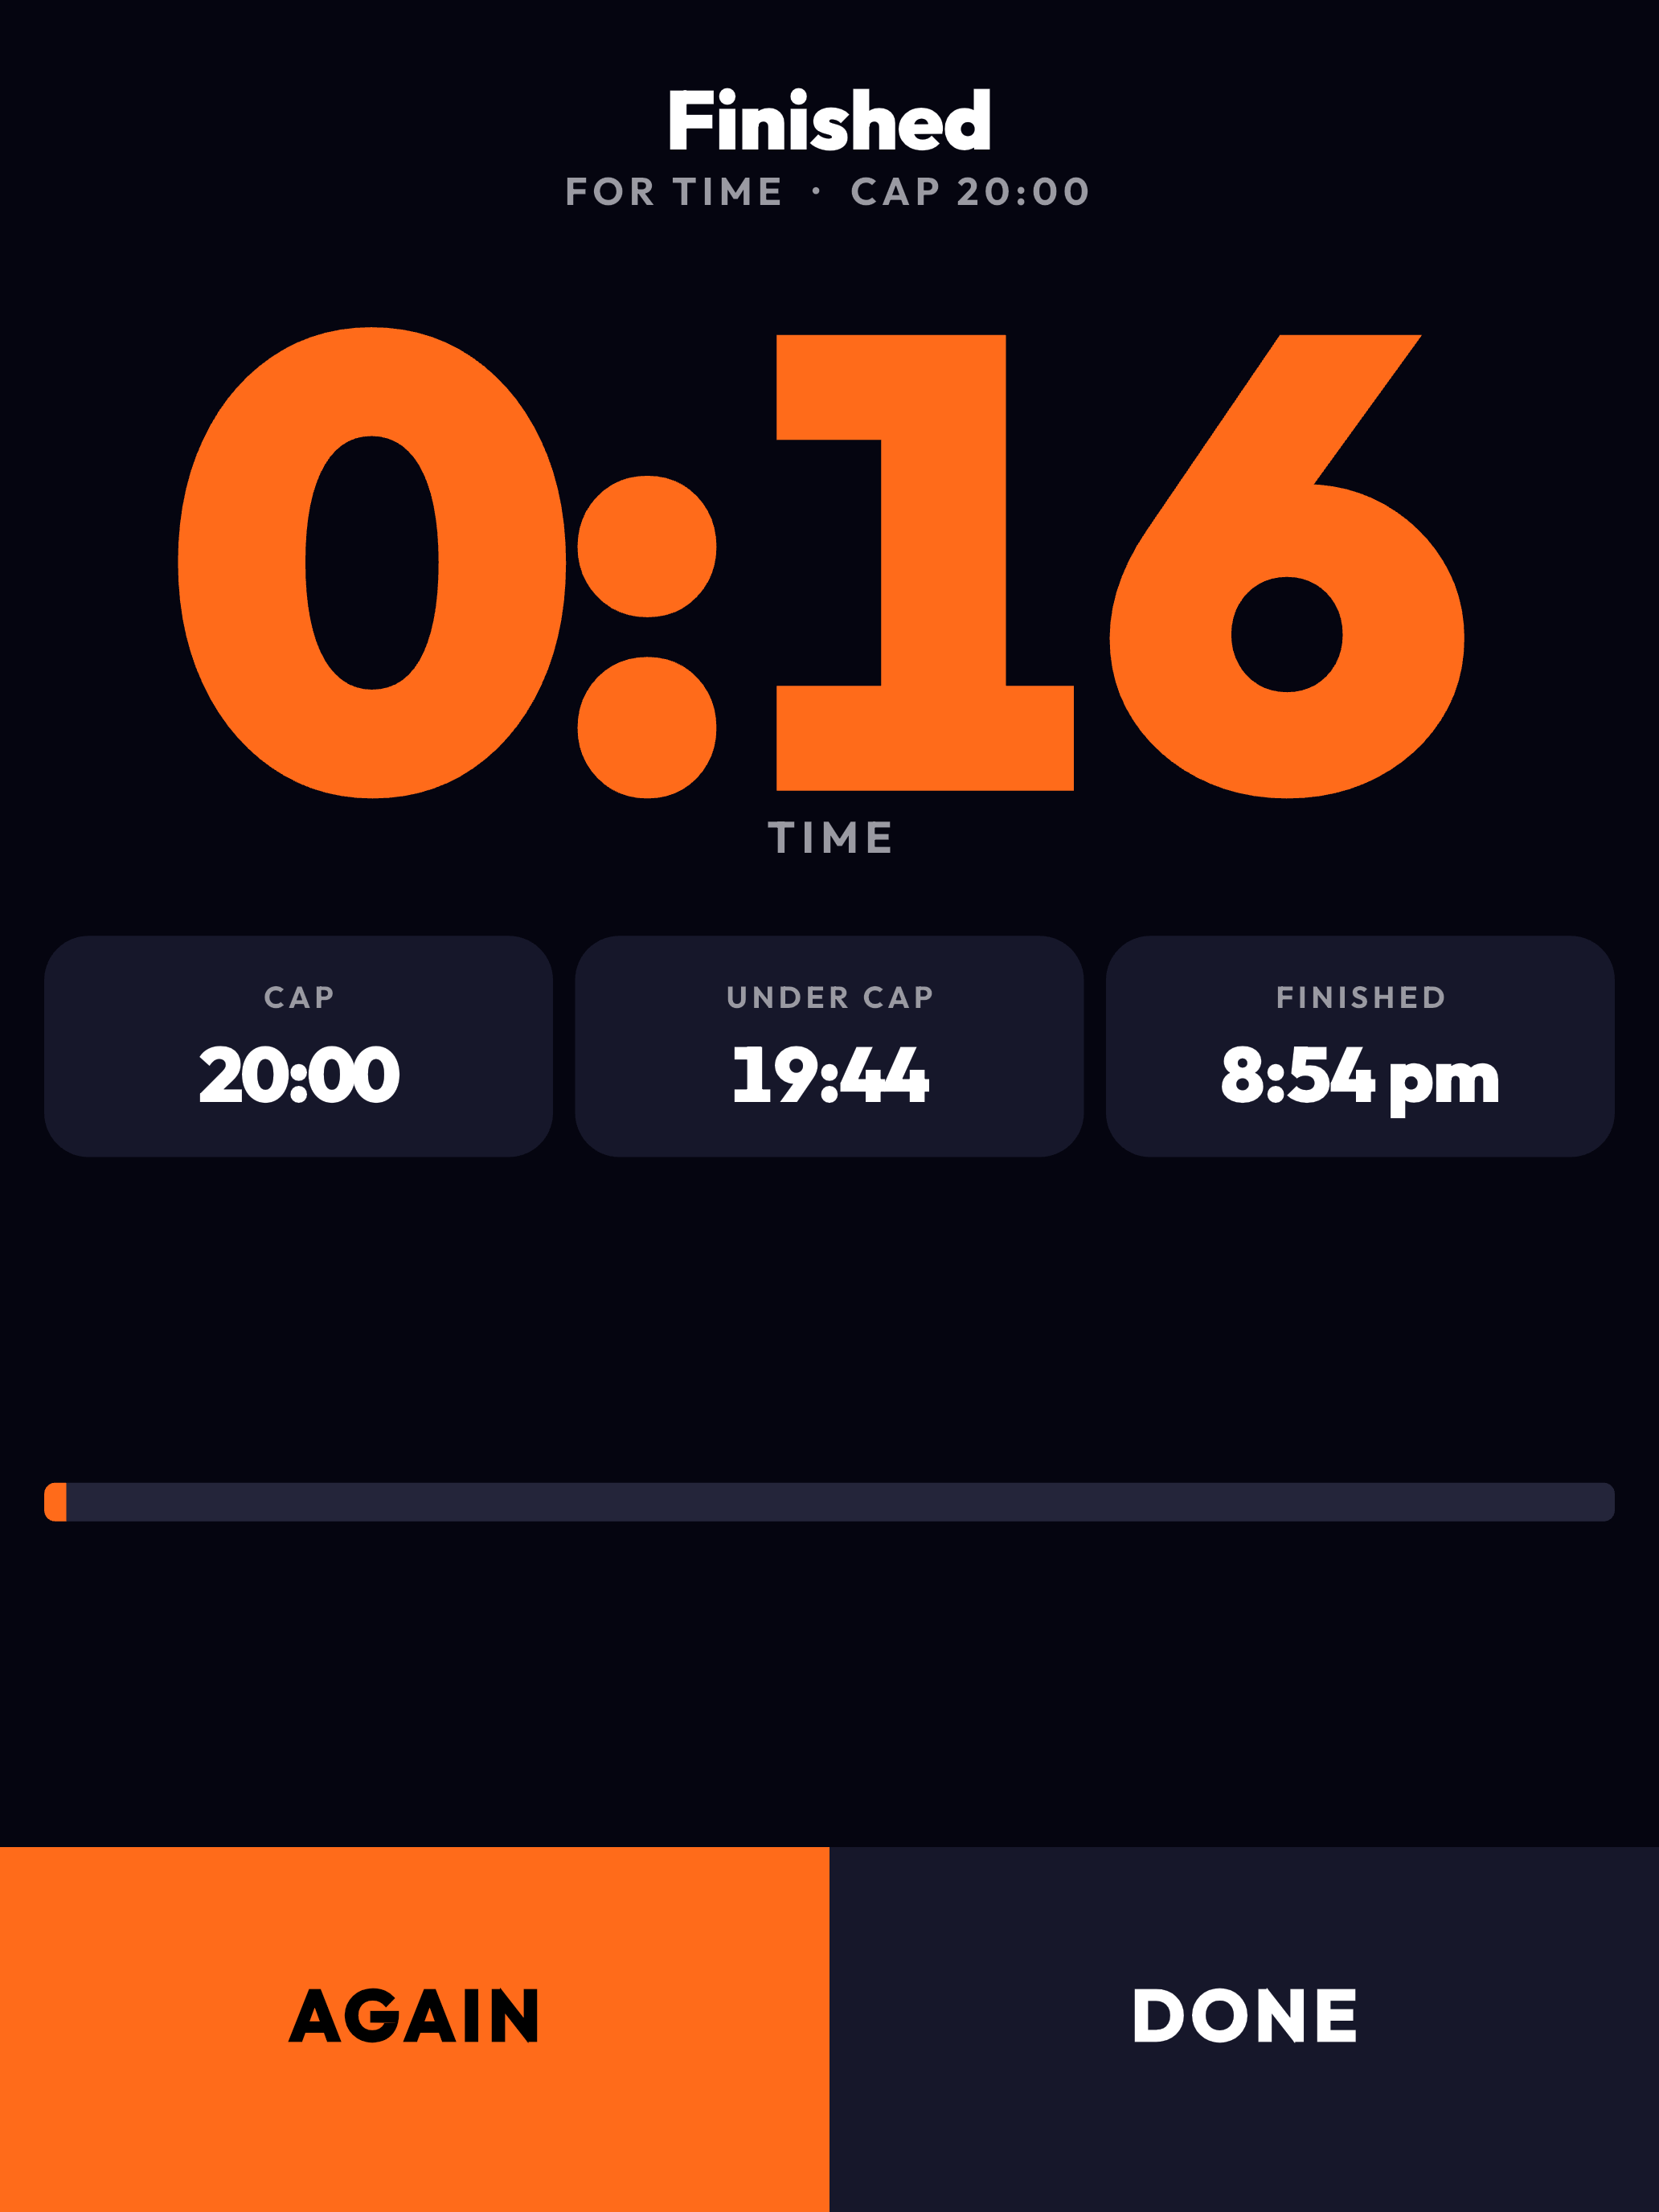 Finished
FOR TIME · CAP 20:00
0:16
TIME
CAP
20:00
UNDER CAP
19:44
FINISHED
8:54 pm
AGAIN
DONE